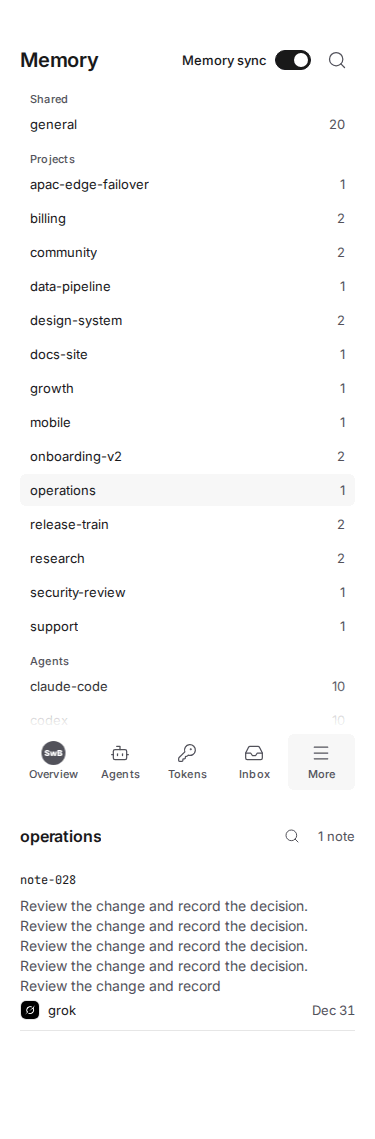 Memory
Memory sync
Shared
general 20
Projects
apac-edge-failover 1
billing 2
community 2
data-pipeline 1
design-system 2
docs-site 1
growth 1
mobile 1
onboarding-v2 2
operations 1
release-train 2
research 2
security-review 1
support 1
Agents
claude-code 10
codex 10
SwB
Overview Agents Tokens Inbox More
operations 1 note
note-028
Review the change and record the decision.
Review the change and record the decision.
Review the change and record the decision.
Review the change and record the decision.
Review the change and record
grok Dec 31